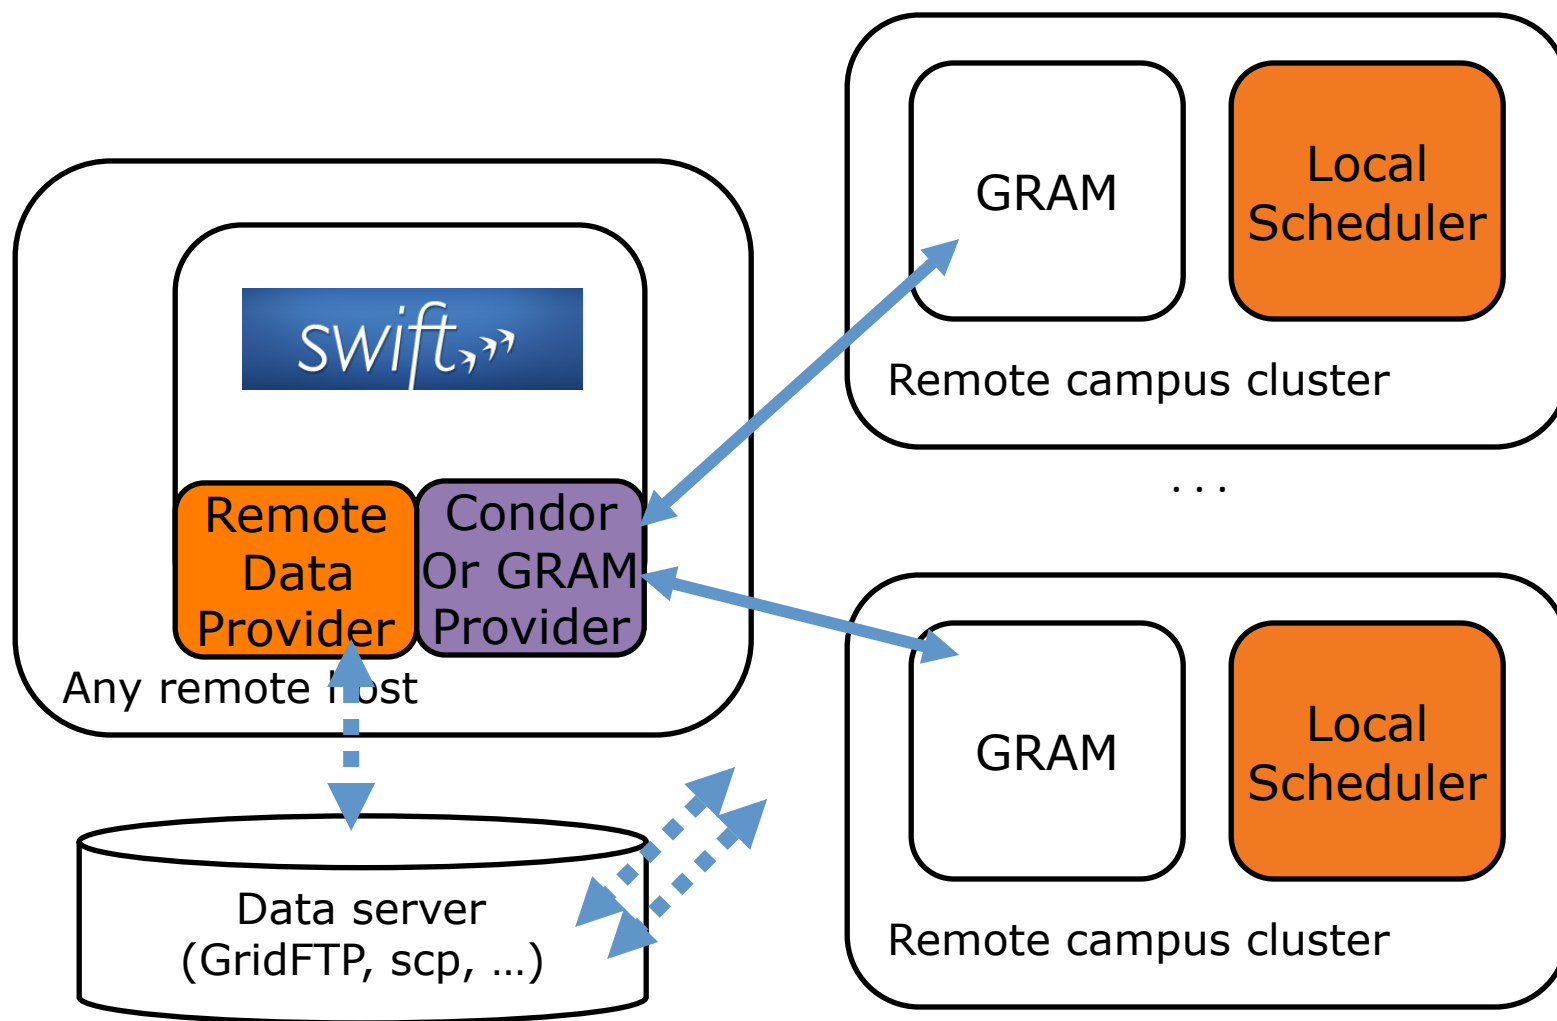 swift
Remote
Data
Provider
Condor
Or GRAM
Provider
Any remote host
Data server
(GridFTP, scp, ...)
GRAM
Local
Scheduler
Remote campus cluster
. . .
GRAM
Local
Scheduler
Remote campus cluster